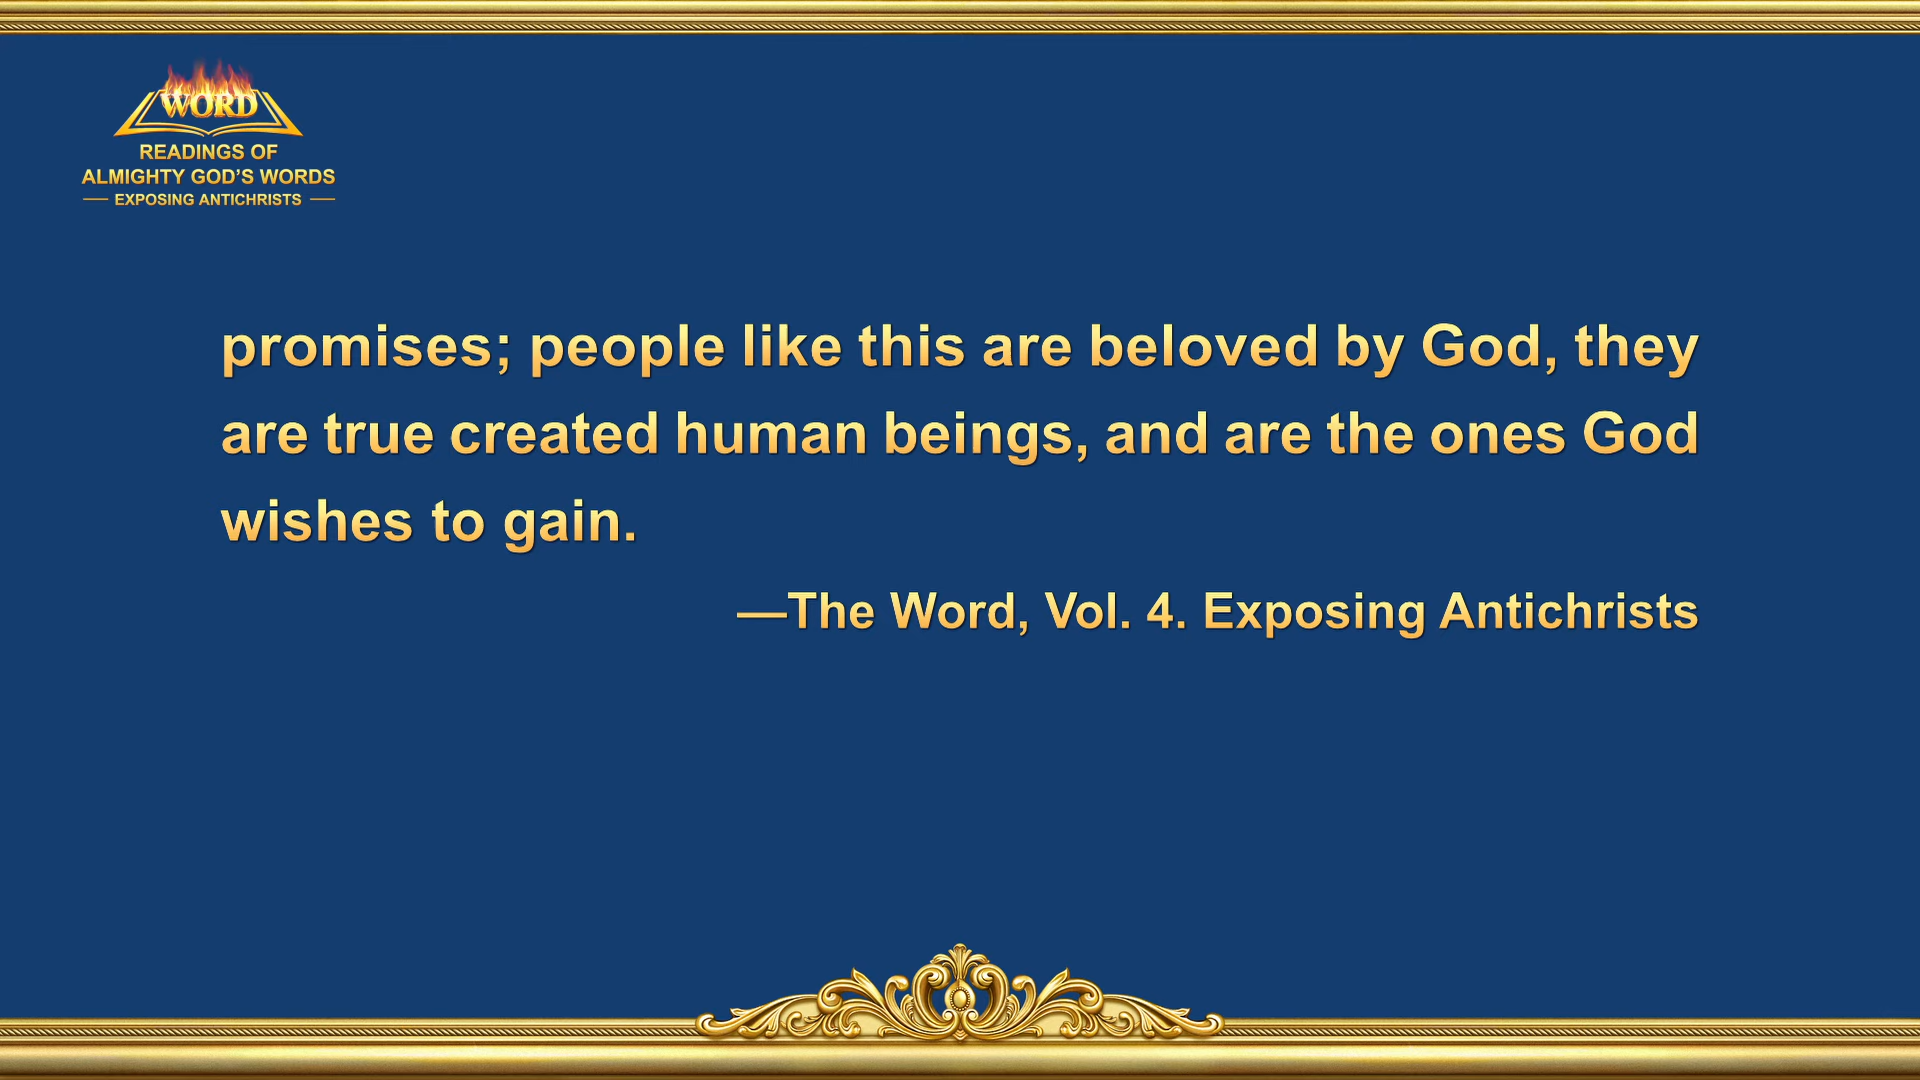 WORD
READINGS OF
ALMIGHTY GOD’S WORDS
EXPOSING ANTICHRISTS
promises; people like this are beloved by God, they
are true created human beings, and are the ones God
wishes to gain.
—The Word, Vol. 4. Exposing Antichrists